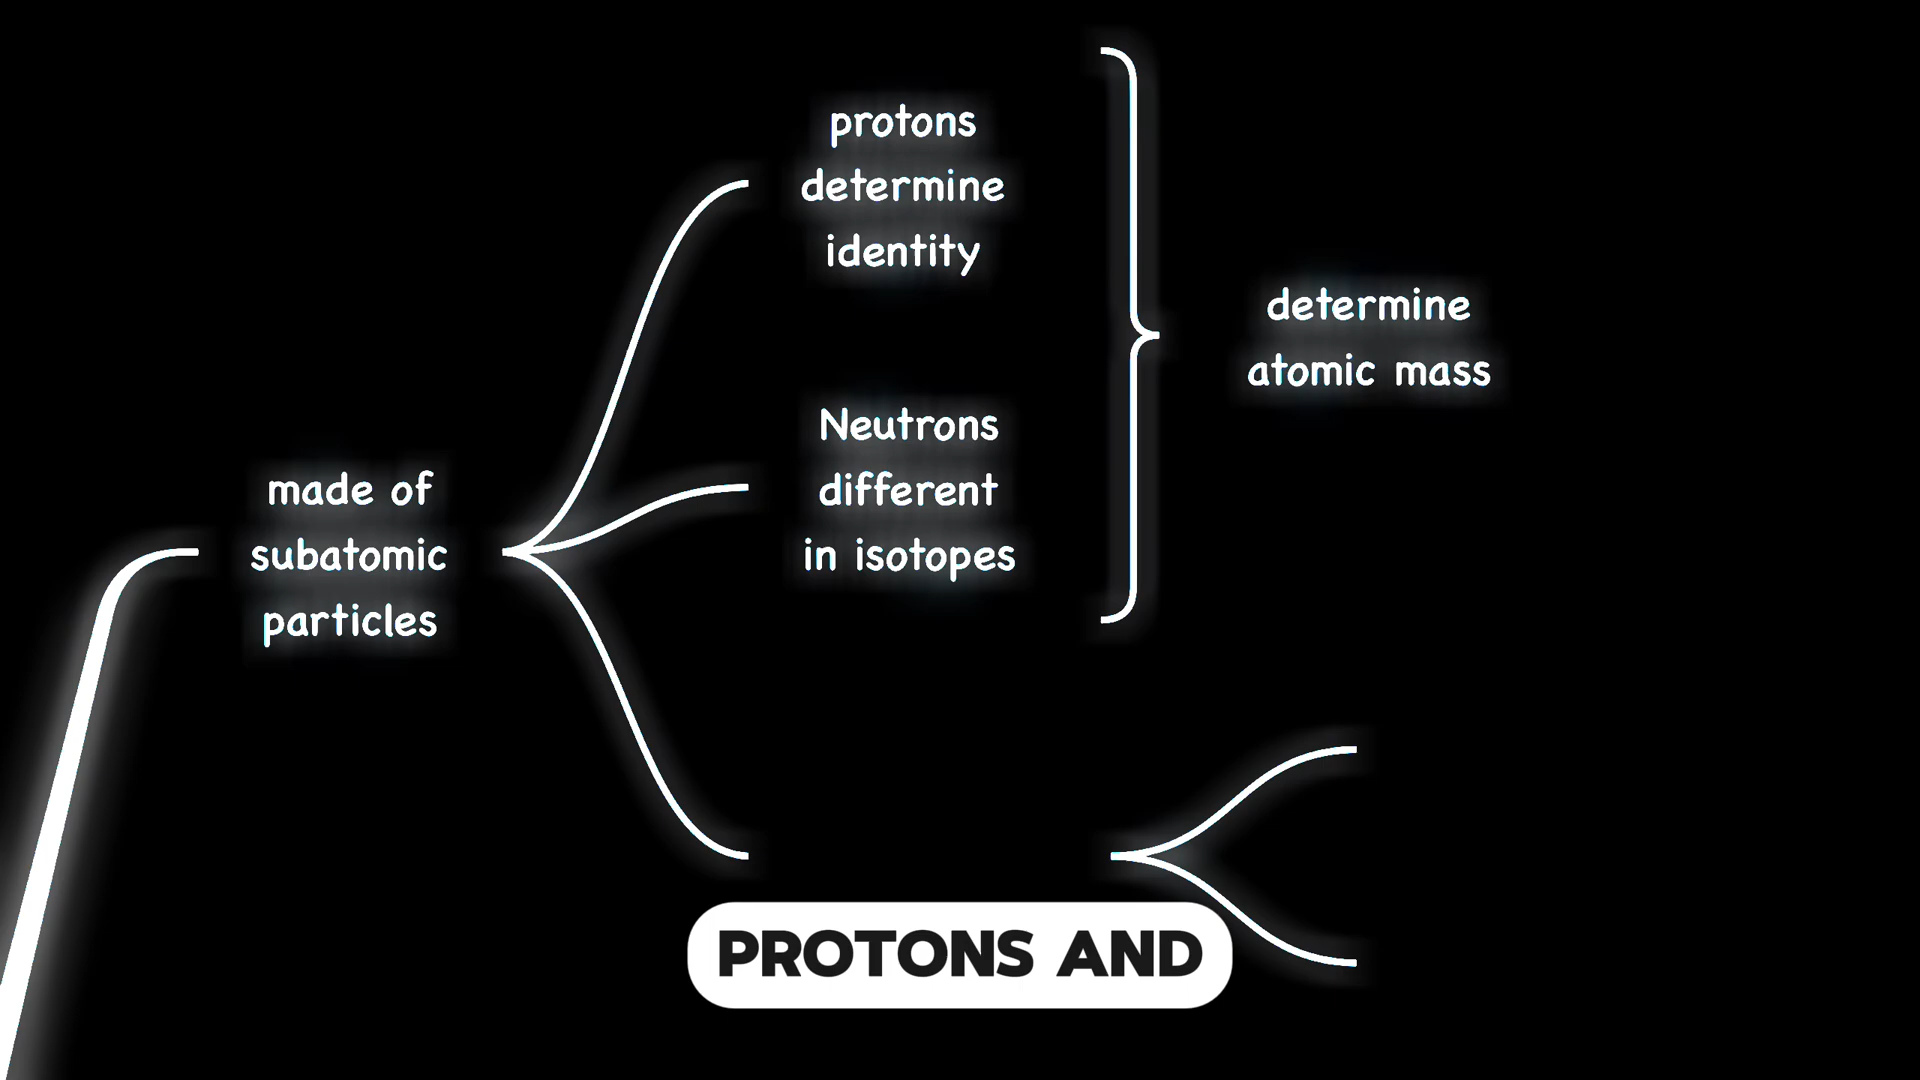 protons
determine
identity
Neutrons
different
in isotopes
determine
atomic mass
made of
subatomic
particles
PROTONS AND